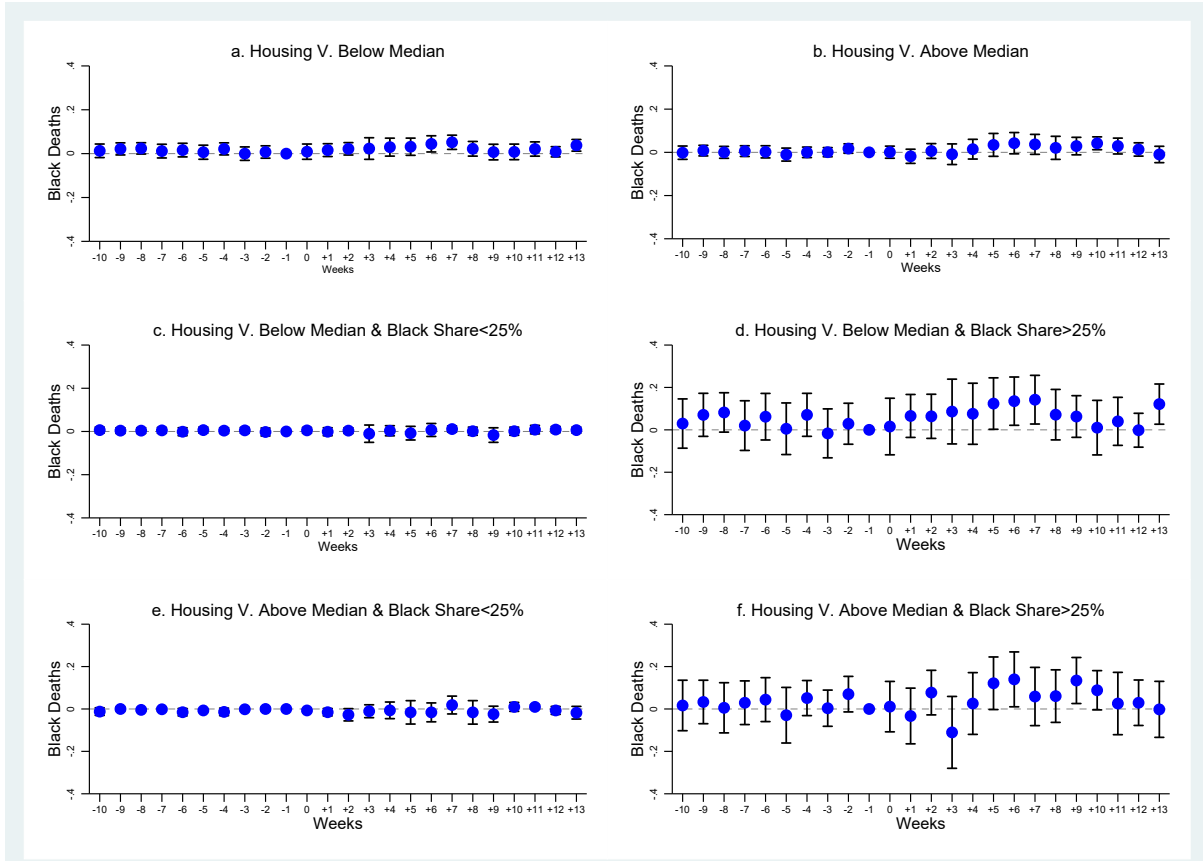 a. Housing V. Below Median
Black Deaths
.4
.2
0
-.2
-.4
-10 -9 -8 -7 -6 -5 -4 -3 -2 -1 0 +1 +2 +3 +4 +5 +6 +7 +8 +9 +10 +11 +12 +13
Weeks
b. Housing V. Above Median
Black Deaths
.4
.2
0
-.2
-.4
-10 -9 -8 -7 -6 -5 -4 -3 -2 -1 0 +1 +2 +3 +4 +5 +6 +7 +8 +9 +10 +11 +12 +13
Weeks
c. Housing V. Below Median & Black Share<25%
Black Deaths
.4
.2
0
-.2
-.4
-10 -9 -8 -7 -6 -5 -4 -3 -2 -1 0 +1 +2 +3 +4 +5 +6 +7 +8 +9 +10 +11 +12 +13
Weeks
d. Housing V. Below Median & Black Share>25%
Black Deaths
.4
.2
0
-.2
-.4
-10 -9 -8 -7 -6 -5 -4 -3 -2 -1 0 +1 +2 +3 +4 +5 +6 +7 +8 +9 +10 +11 +12 +13
Weeks
e. Housing V. Above Median & Black Share<25%
Black Deaths
.4
.2
0
-.2
-.4
-10 -9 -8 -7 -6 -5 -4 -3 -2 -1 0 +1 +2 +3 +4 +5 +6 +7 +8 +9 +10 +11 +12 +13
Weeks
f. Housing V. Above Median & Black Share>25%
Black Deaths
.4
.2
0
-.2
-.4
-10 -9 -8 -7 -6 -5 -4 -3 -2 -1 0 +1 +2 +3 +4 +5 +6 +7 +8 +9 +10 +11 +12 +13
Weeks